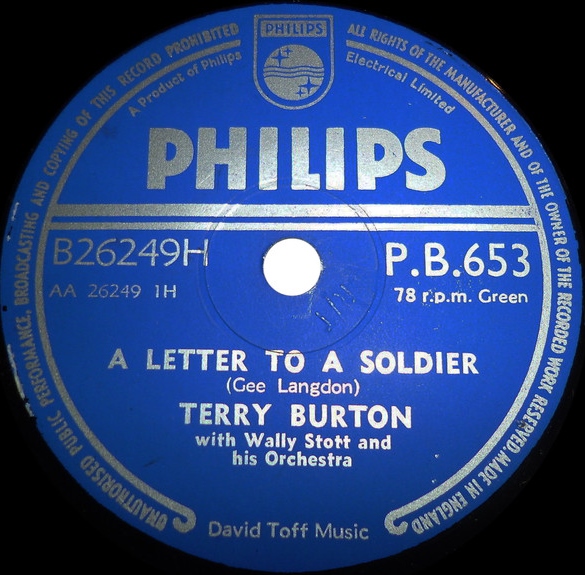 PHILIPS
UNAUTHORISED PUBLIC PERFORMANCE, BROADCASTING AND COPYING OF THIS RECORD PROHIBITED
ALL RIGHTS OF THE MANUFACTURER AND OF THE OWNER OF THE RECORDED WORK RESERVED. MADE IN ENGLAND
A Product of Philips Electrical Limited
PHILIPS
B26249H
P.B.653
AA 26249 1H
78 r.p.m. Green
A LETTER TO A SOLDIER
(Gee Langdon)
TERRY BURTON
with Wally Stott and
his Orchestra
David Toff Music